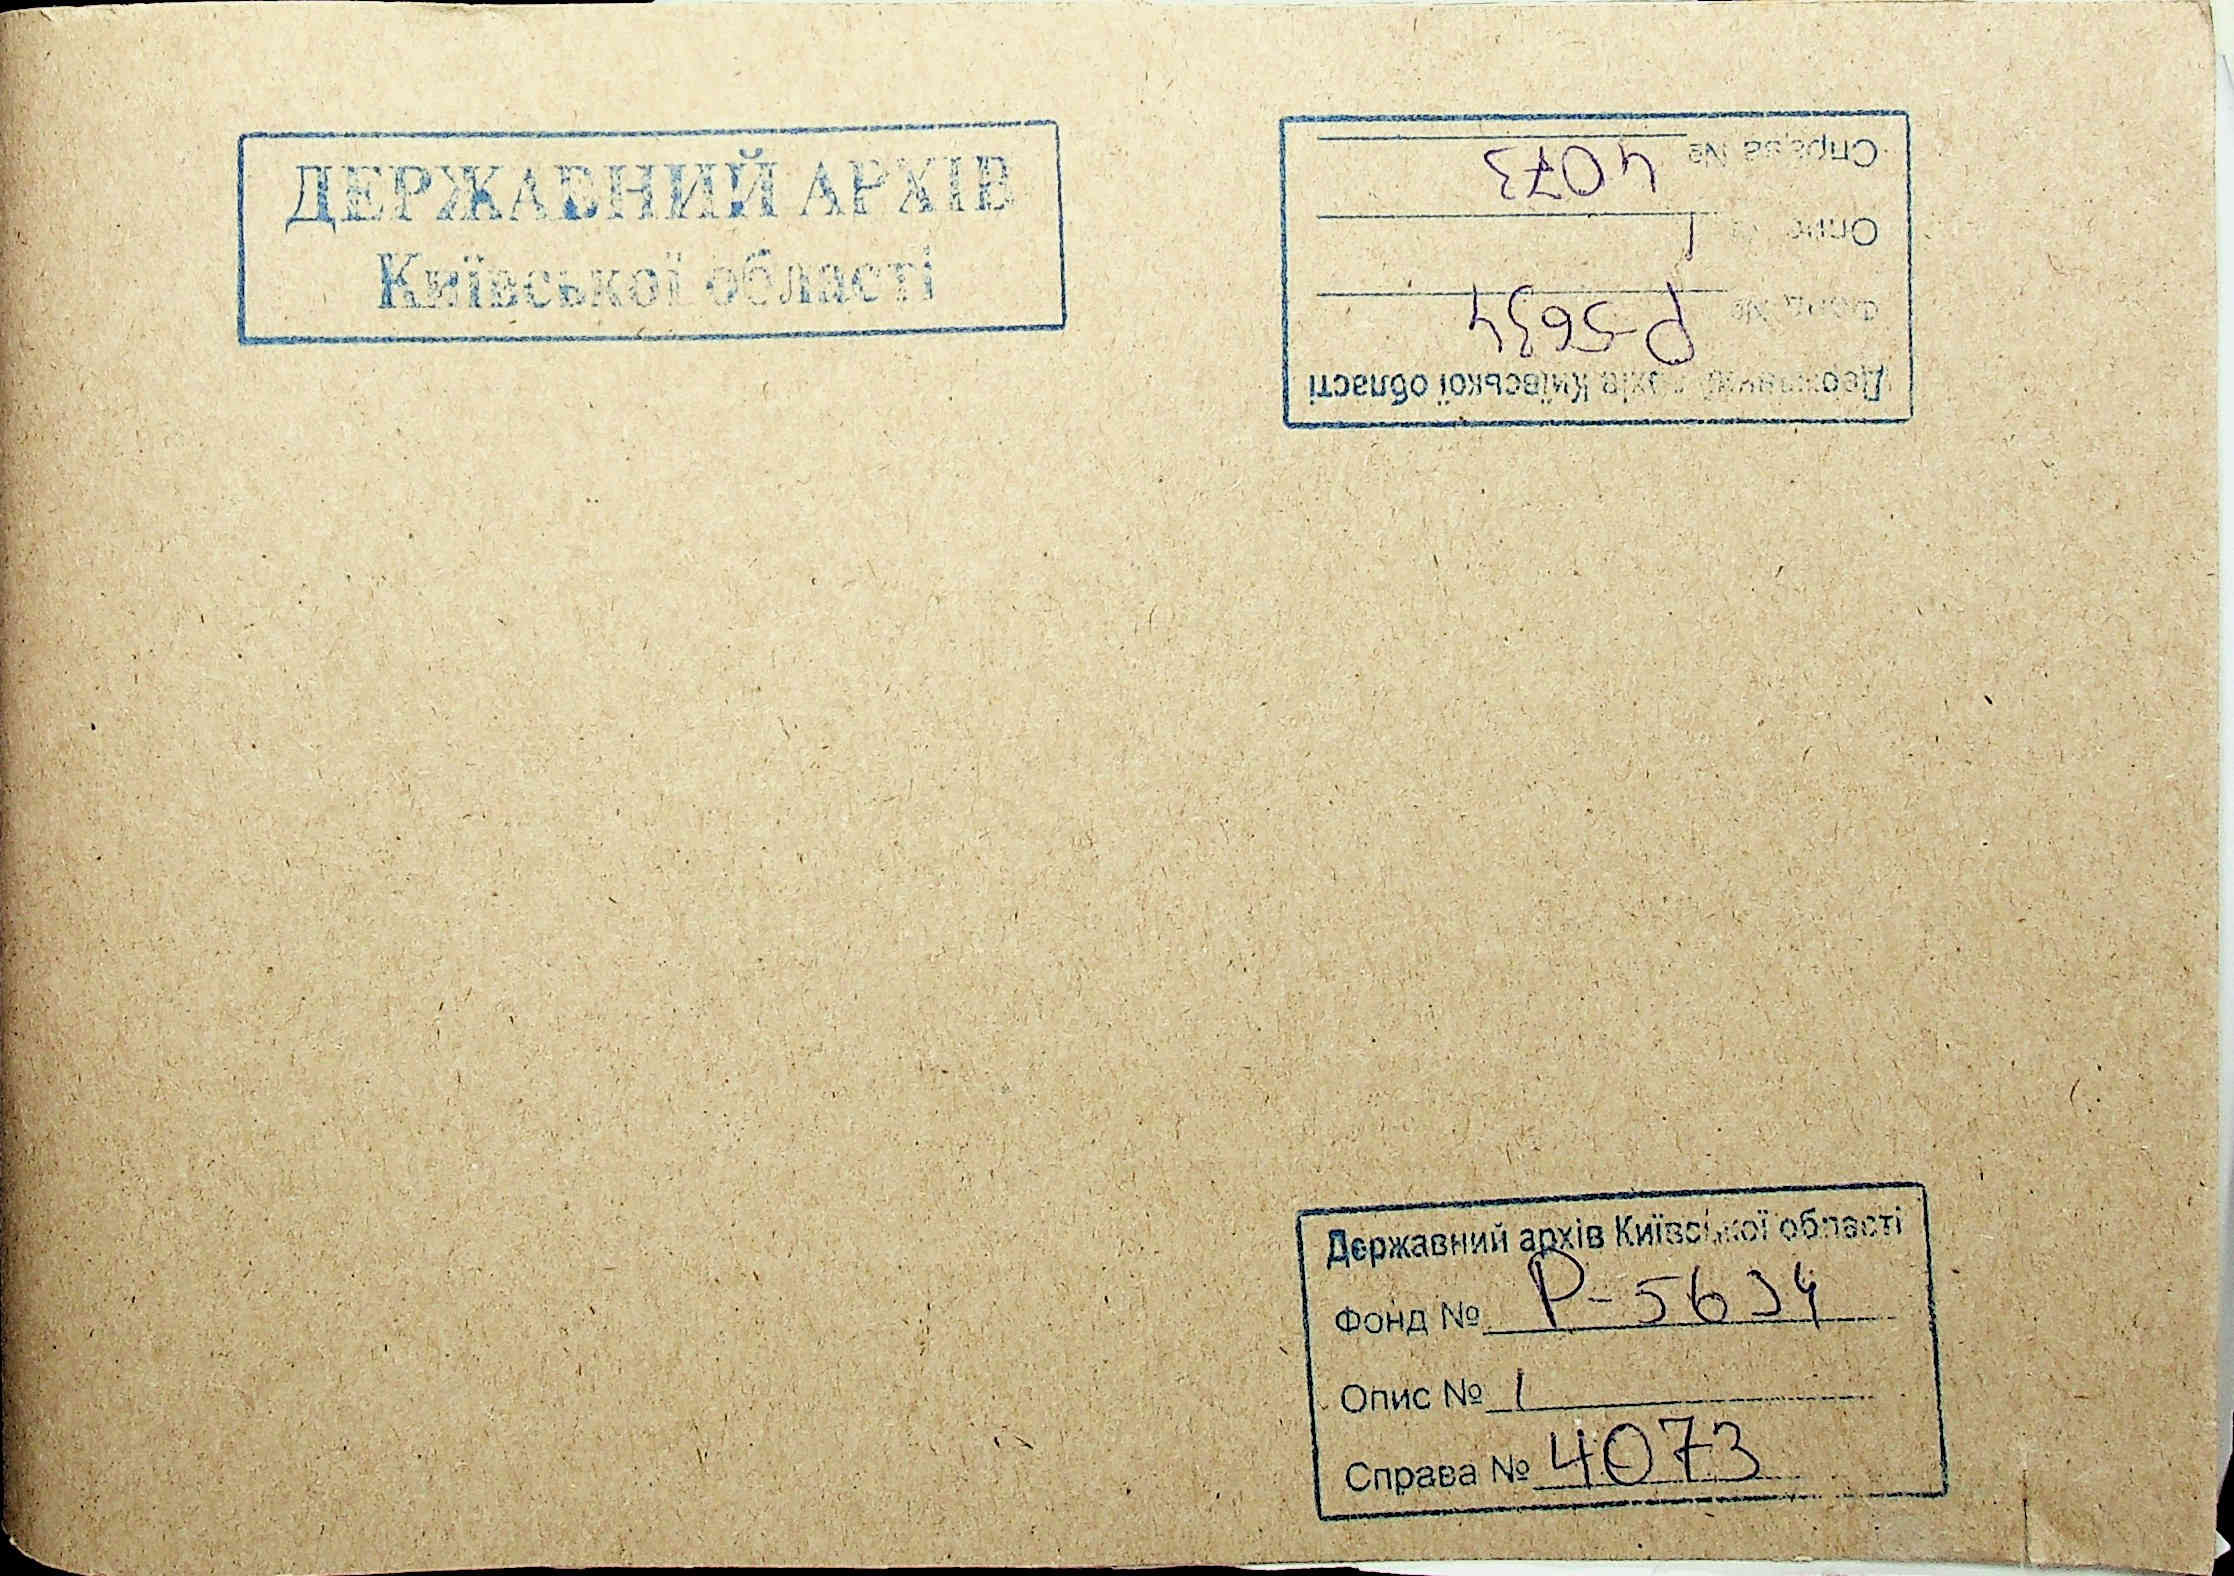 ДЕРЖАВНИЙ АРХІВ
Київської області
Державний архів Київської області
Фонд № Р-5634
Опис № 1
Справа № 4073
Державний архів Київської області
Фонд № Р-5634
Опис № 1
Справа № 4073